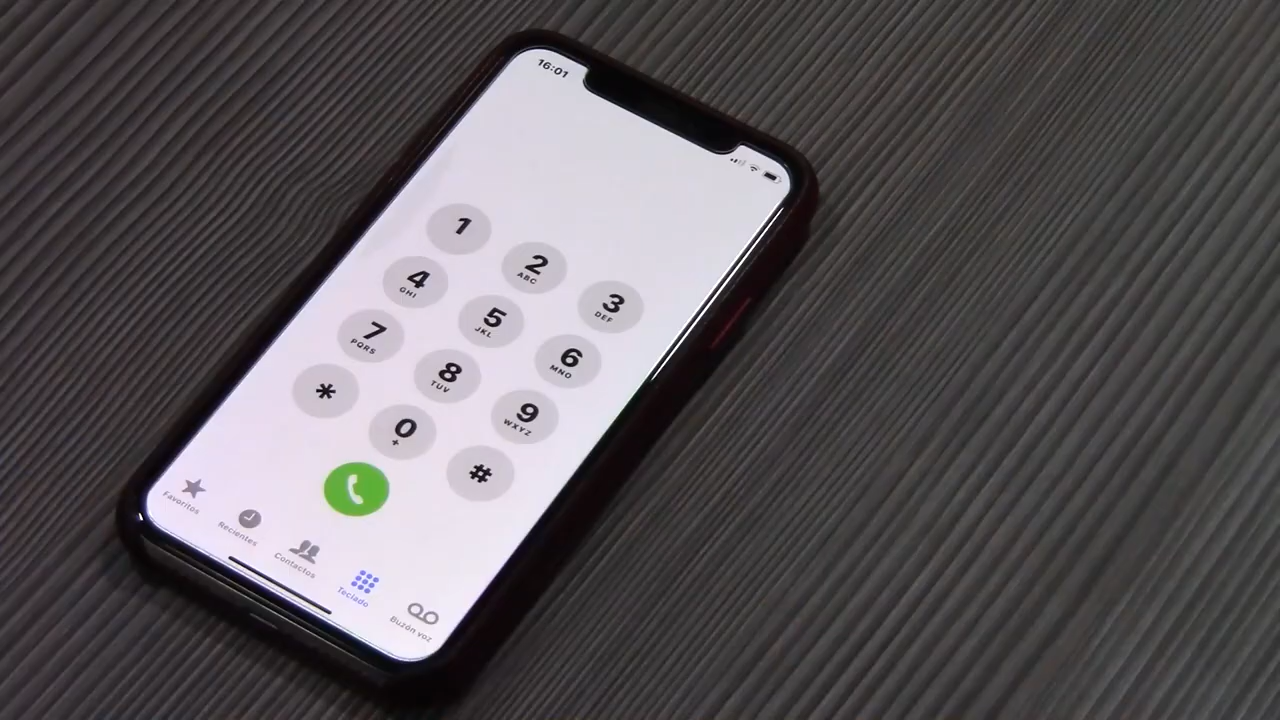 16:01
1
2
ABC
3
DEF
4
GHI
5
JKL
6
MNO
7
PQRS
8
TUV
9
WXYZ
*
0
+
#
Favoritos
Recientes
Contactos
Teclado
Buzón voz